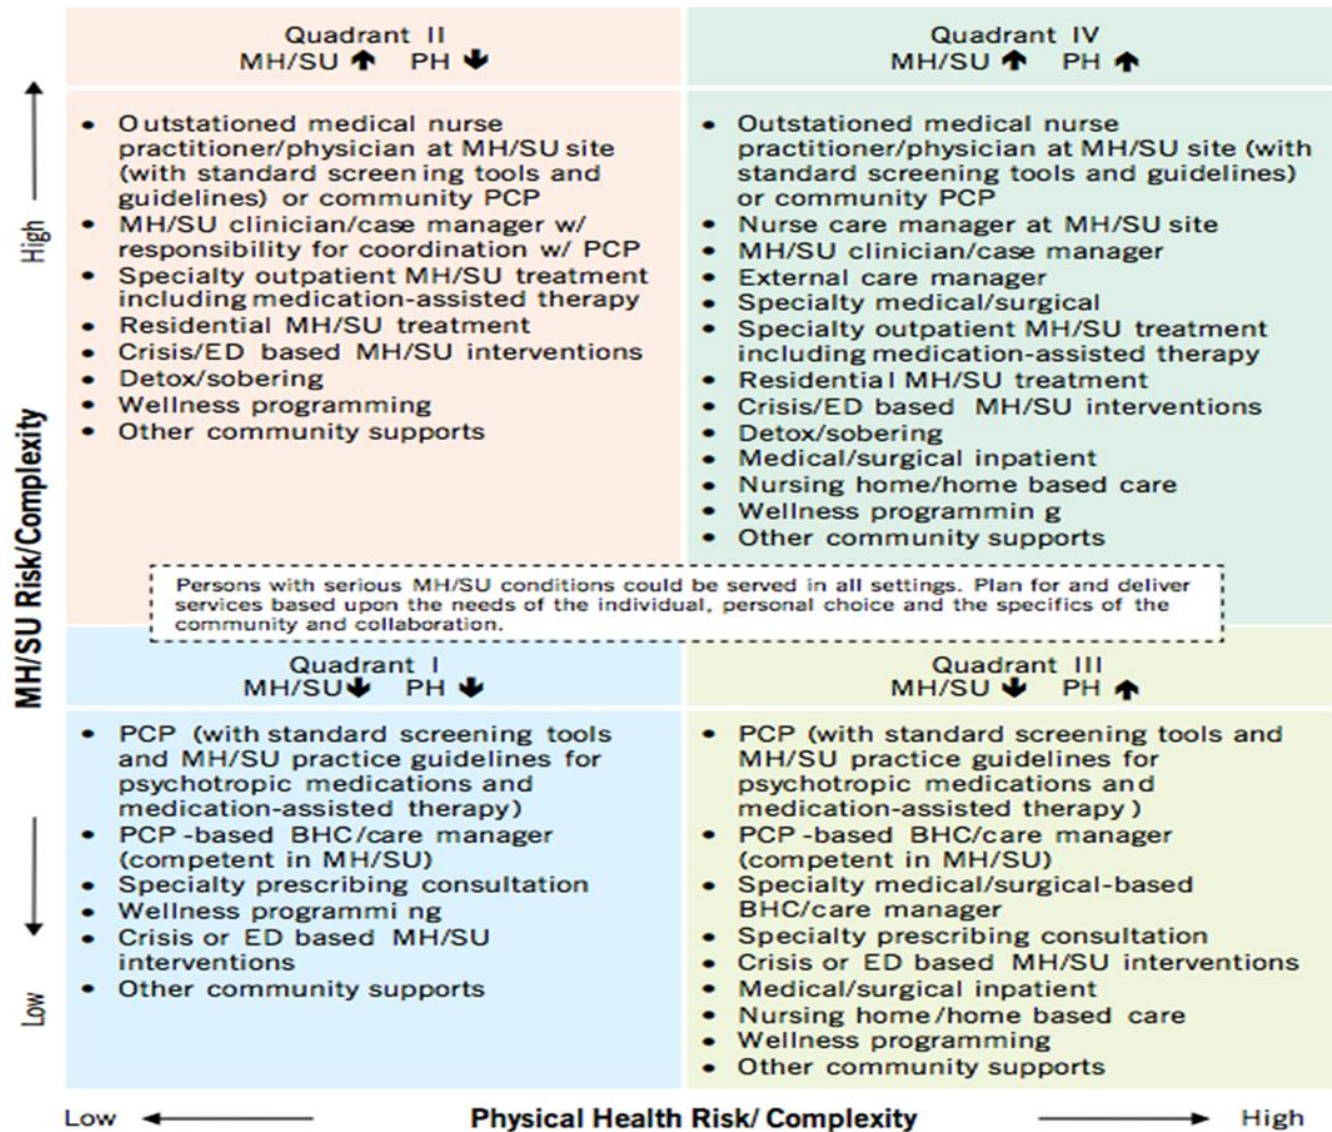 Quadrant II
MH/SU ↑ PH ↓
• Outstationed medical nurse
practitioner/physician at MH/SU site
(with standard screening tools and
guidelines) or community PCP
• MH/SU clinician/case manager w/
responsibility for coordination w/ PCP
• Specialty outpatient MH/SU treatment
including medication-assisted therapy
• Residential MH/SU treatment
• Crisis/ED based MH/SU interventions
• Detox/sobering
• Wellness programming
• Other community supports
Quadrant IV
MH/SU ↑ PH ↑
• Outstationed medical nurse
practitioner/physician at MH/SU site (with
standard screening tools and guidelines)
or community PCP
• Nurse care manager at MH/SU site
• MH/SU clinician/case manager
• External care manager
• Specialty medical/surgical
• Specialty outpatient MH/SU treatment
including medication-assisted therapy
• Residential MH/SU treatment
• Crisis/ED based MH/SU interventions
• Detox/sobering
• Medical/surgical inpatient
• Nursing home/home based care
• Wellness programmin g
• Other community supports
Persons with serious MH/SU conditions could be served in all settings. Plan for and deliver
services based upon the needs of the individual, personal choice and the specifics of the
community and collaboration.
Quadrant I
MH/SU ↓ PH ↓
• PCP (with standard screening tools
and MH/SU practice guidelines for
psychotropic medications and
medication-assisted therapy)
• PCP-based BHC/care manager
(competent in MH/SU)
• Specialty prescribing consultation
• Wellness programmi ng
• Crisis or ED based MH/SU
interventions
• Other community supports
Quadrant III
MH/SU ↓ PH ↑
• PCP (with standard screening tools and
MH/SU practice guidelines for
psychotropic medications and
medication-assisted therapy)
• PCP-based BHC/care manager
(competent in MH/SU)
• Specialty medical/surgical-based
BHC/care manager
• Specialty prescribing consultation
• Crisis or ED based MH/SU interventions
• Medical/surgical inpatient
• Nursing home/home based care
• Wellness programming
• Other community supports
High
MH/SU Risk/Complexity
Low
Low
Physical Health Risk/ Complexity
High